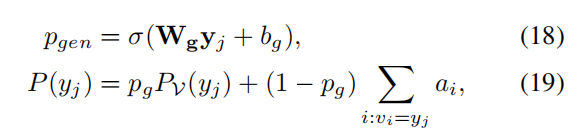 p_{gen} = σ(W_g y_j + b_g), (18)
P(y_j) = p_g P_𝒱(y_j) + (1 − p_g) ∑_{i:v_i=y_j} a_i, (19)